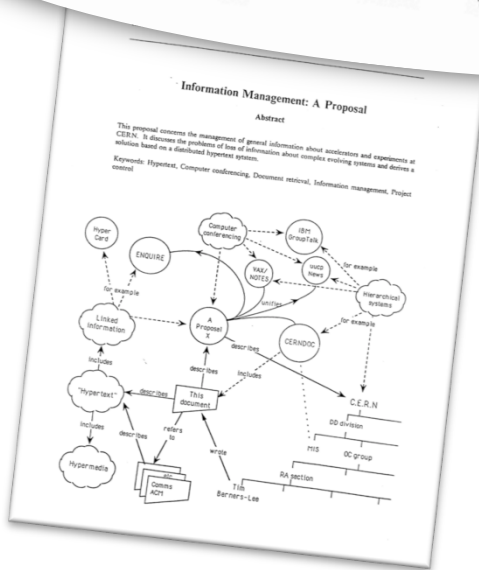 Information Management: A Proposal
Abstract
This proposal concerns the management of general information about accelerators and experiments at
CERN. It discusses the problems of loss of information about complex evolving systems and derives a
solution based on a distributed hypertext system.
Keywords: Hypertext, Computer conferencing, Document retrieval, Information management, Project
control
Hyper
Card
ENQUIRE
Computer
conferencing
IBM
GroupTalk
VAX/
NOTES
uucp
News
for example
Hierarchical
systems
for example
unifies
for example
Linked
information
A
Proposal
X
CERNDOC
describes
includes
describes
includes
C.E.R.N
"Hypertext"
describes
This
document
DD division
includes
describes
refers
to
wrote
MIS
OC group
Hypermedia
RA section
etc
Comms
ACM
Tim
Berners-Lee